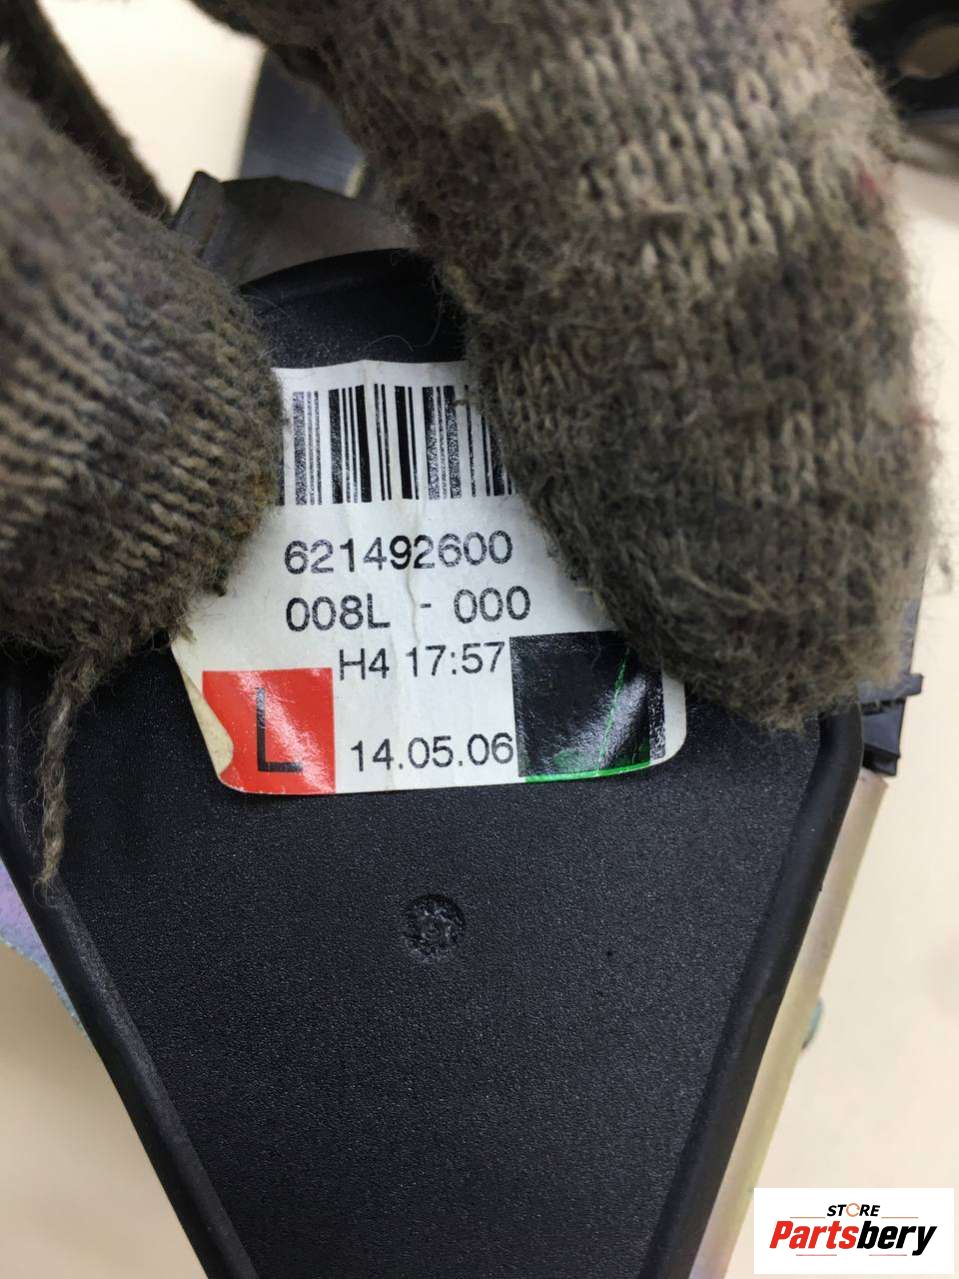 621492600
008L - 000
H4 17:57
L
14.05.06
STORE
Partsbery